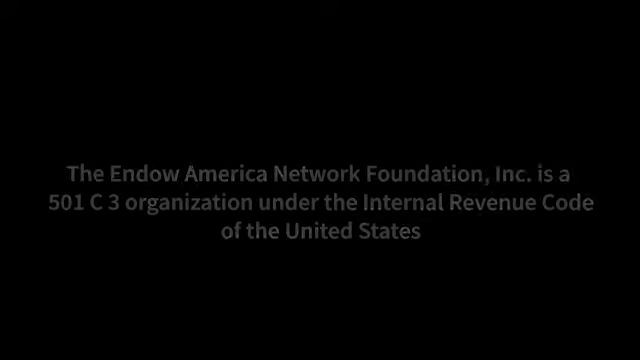 The Endow America Network Foundation, Inc. is a
501 C 3 organization under the Internal Revenue Code
of the United States